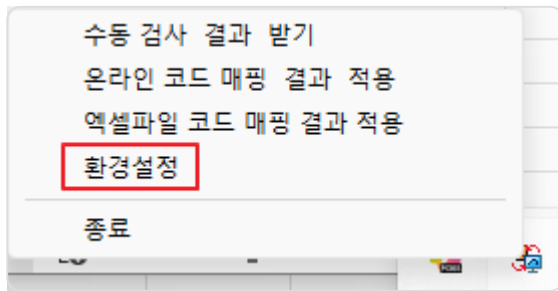 수동 검사 결과 받기
온라인 코드 매핑 결과 적용
엑셀파일 코드 매핑 결과 적용
환경설정
종료